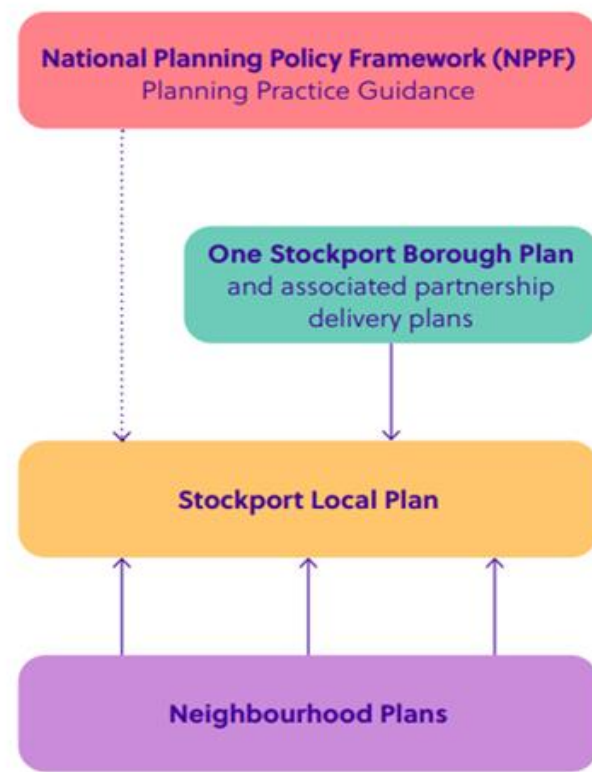 National Planning Policy Framework (NPPF)
Planning Practice Guidance
One Stockport Borough Plan
and associated partnership
delivery plans
Stockport Local Plan
Neighbourhood Plans